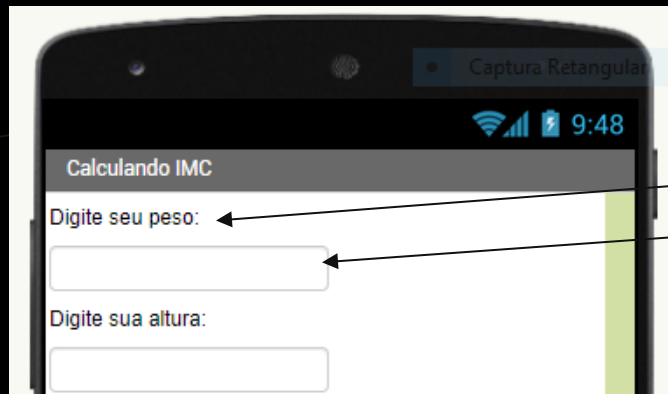 Captura Retangular
9:48
Calculando IMC
Digite seu peso:
Digite sua altura: